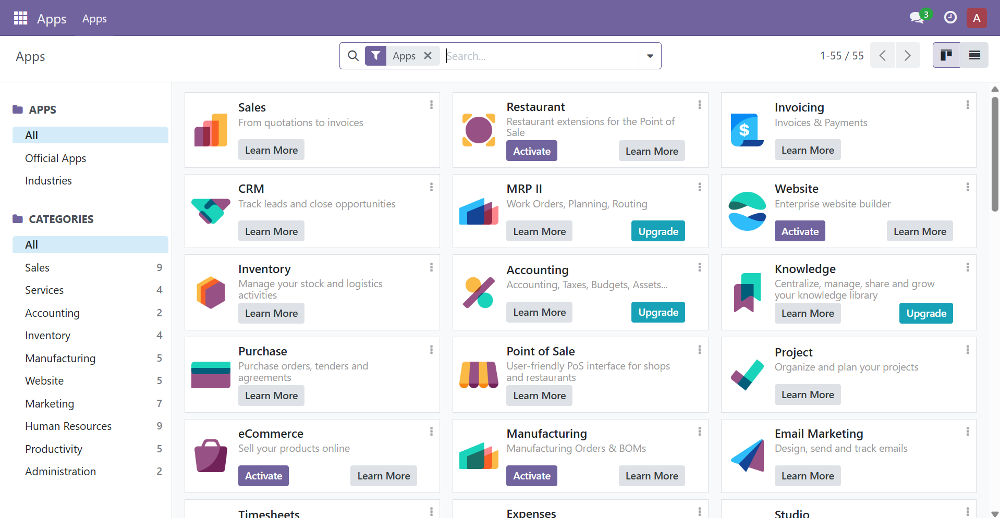 Apps
Apps
3
A
Apps
Apps
Search...
1-55 / 55
APPS
All
Official Apps
Industries
CATEGORIES
All
Sales 9
Services 4
Accounting 2
Inventory 4
Manufacturing 5
Website 5
Marketing 7
Human Resources 9
Productivity 5
Administration 2
Sales
From quotations to invoices
Learn More
Restaurant
Restaurant extensions for the Point of
Sale
Activate
Learn More
$
Invoicing
Invoices & Payments
Learn More
CRM
Track leads and close opportunities
Learn More
MRP II
Work Orders, Planning, Routing
Learn More
Upgrade
Website
Enterprise website builder
Activate
Learn More
Inventory
Manage your stock and logistics
activities
Learn More
Accounting
Accounting, Taxes, Budgets, Assets...
Learn More
Upgrade
Knowledge
Centralize, manage, share and grow
your knowledge library
Learn More
Upgrade
Purchase
Purchase orders, tenders and
agreements
Learn More
Point of Sale
User-friendly PoS interface for shops
and restaurants
Learn More
Project
Organize and plan your projects
Learn More
eCommerce
Sell your products online
Activate
Learn More
Manufacturing
Manufacturing Orders & BOMs
Activate
Learn More
Email Marketing
Design, send and track emails
Learn More
Timesheets
Expenses
Studio